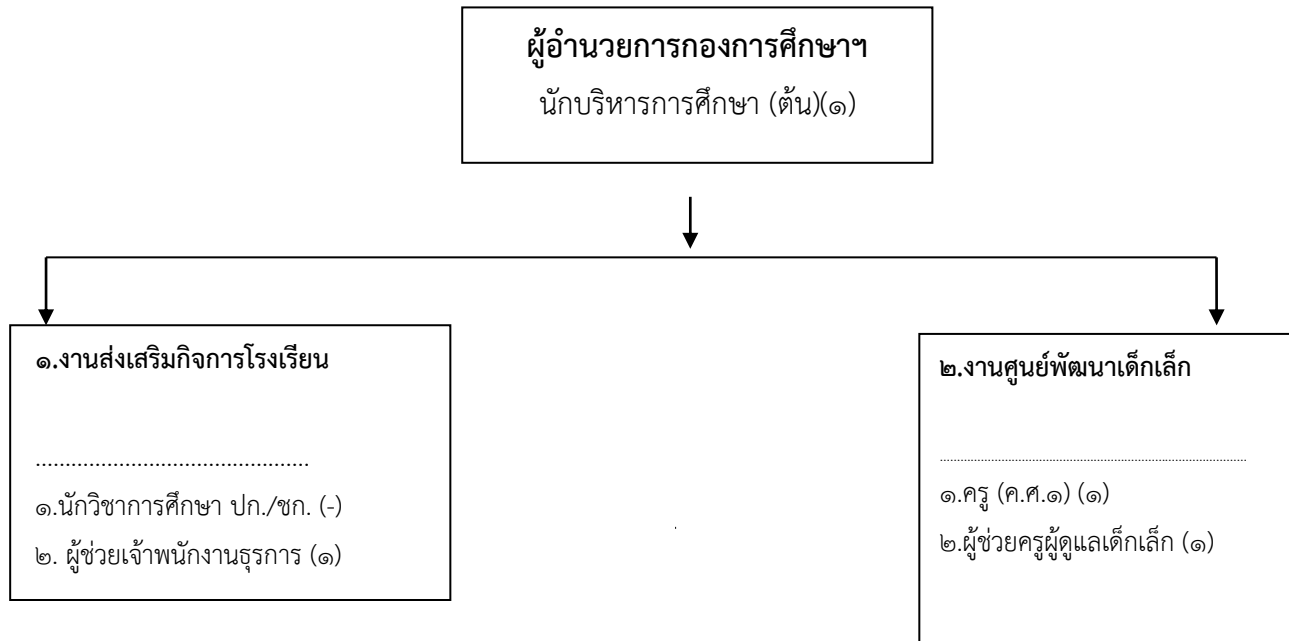 ผู้อำนวยการกองการศึกษาฯ
นักบริหารการศึกษา (ต้น)(๑)
๑.งานส่งเสริมกิจการโรงเรียน
..............................................
๑.นักวิชาการศึกษา ปก./ชก. (-)
๒. ผู้ช่วยเจ้าพนักงานธุรการ (๑)
๒.งานศูนย์พัฒนาเด็กเล็ก
..............................................
๑.ครู (ค.ศ.๑) (๑)
๒.ผู้ช่วยครูผู้ดูแลเด็กเล็ก (๑)